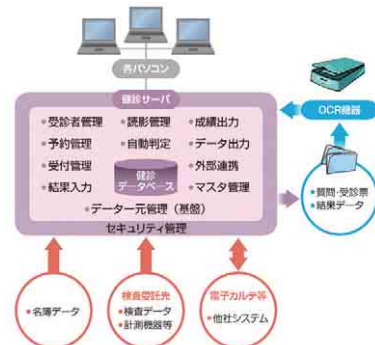 各パソコン
健診サーバ
•受診者管理 •読影管理 •成績出力
•予約管理 •自動判定 •データ出力
•受付管理 •外部連携
•結果入力 •マスタ管理
健診
データベース
•データ一元管理（基盤）
セキュリティ管理
OCR機器
•質問・受診票
•結果データ
•名簿データ
検査委託先
•検査データ
•計測機器等
電子カルテ等
•他社システム